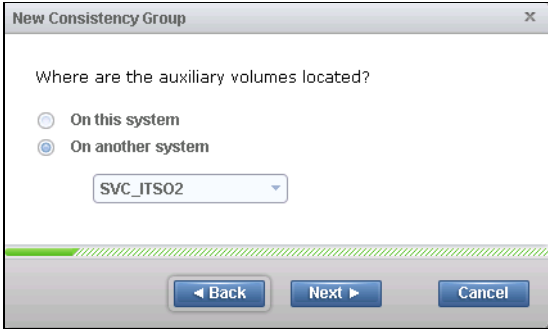 New Consistency Group x
Where are the auxiliary volumes located?
On this system
On another system
SVC_ITSO2
Back Next Cancel